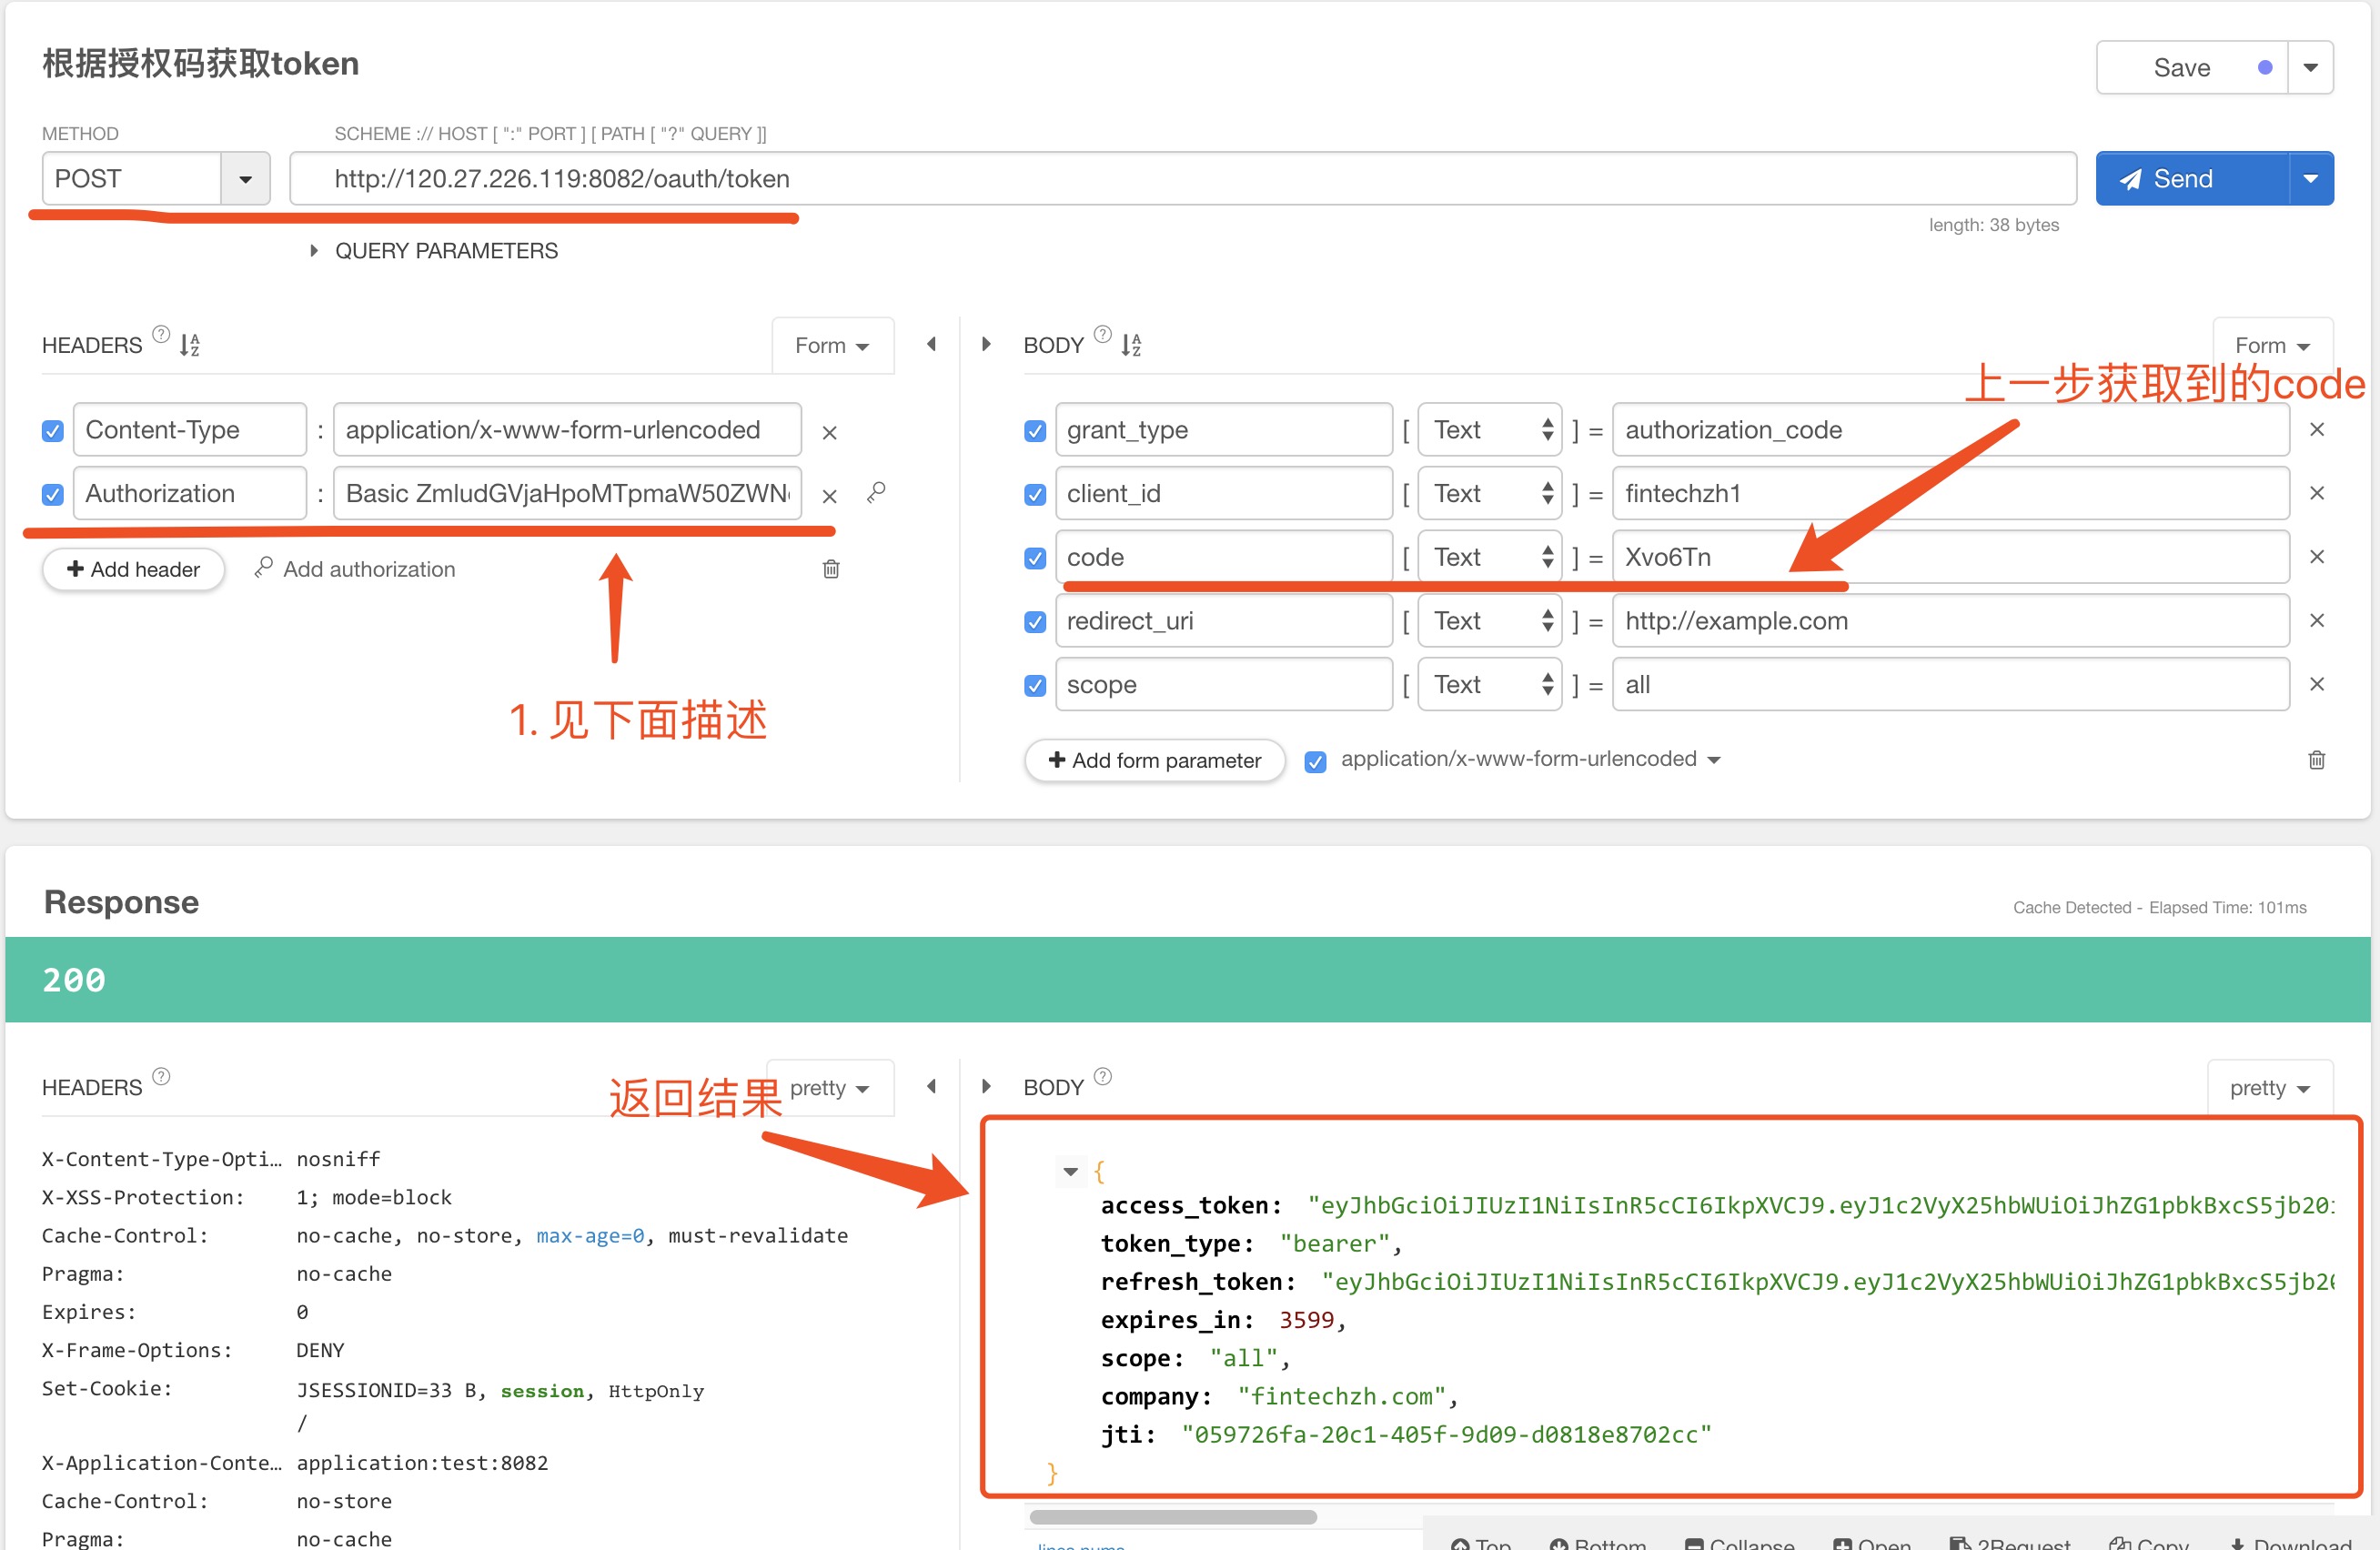 根据授权码获取token
Save
METHOD
SCHEME :// HOST [ ":" PORT ] [ PATH [ "?" QUERY ]]
POST
http://120.27.226.119:8082/oauth/token
Send
length: 38 bytes
QUERY PARAMETERS
HEADERS ? Form
Content-Type : application/x-www-form-urlencoded
Authorization : Basic
Add header
Add authorization
1. 见下面描述
BODY ? Form
上一步获取到的code
grant_type [ Text ] = authorization_code
client_id [ Text ] = fintechzh1
code [ Text ] = Xvo6Tn
redirect_uri [ Text ] = http://example.com
scope [ Text ] = all
Add form parameter
application/x-www-form-urlencoded
Response
Cache Detected - Elapsed Time: 101ms
200
HEADERS ? pretty
返回结果
X-Content-Type-Opti... nosniff
X-XSS-Protection: 1; mode=block
Cache-Control: no-cache, no-store, max-age=0, must-revalidate
Pragma: no-cache
Expires: 0
X-Frame-Options: DENY
Set-Cookie: JSESSIONID=33 B, session, HttpOnly
/
X-Application-Conte... application:test:8082
Cache-Control: no-store
Pragma: no-cache
BODY ? pretty
{
access_token:
token_type: "bearer",
refresh_token:
expires_in: 3599,
scope: "all",
company: "fintechzh.com",
jti: "059726fa-20c1-405f-9d09-d0818e8702cc"
}
lines nums
Top Bottom Collapse Open 2Request Copy Download